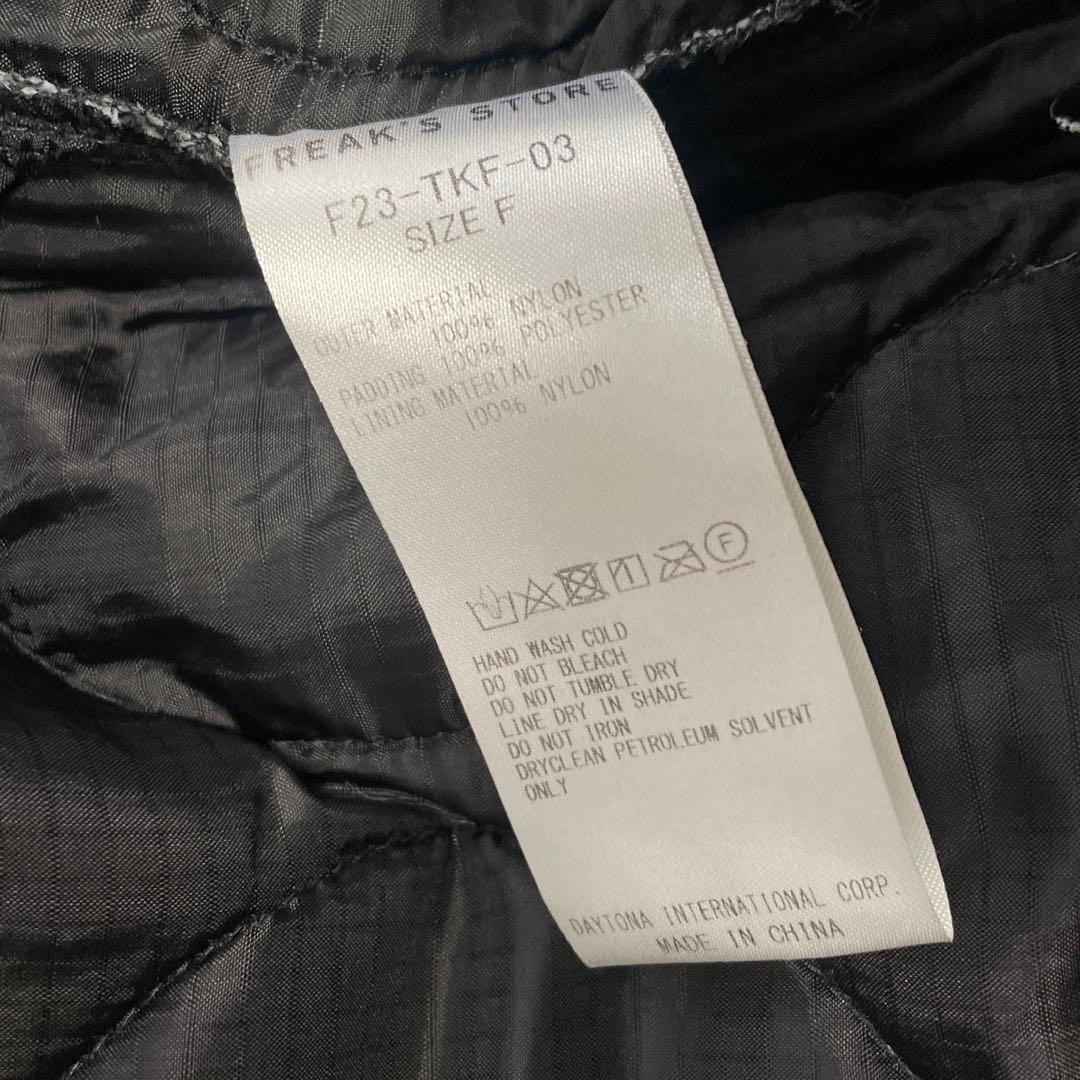 FREAK'S STORE
F23-TKF-03
SIZE F
OUTER MATERIAL
100% NYLON
PADDING 100% POLYESTER
LINING MATERIAL
100% NYLON
F
HAND WASH COLD
DO NOT BLEACH
DO NOT TUMBLE DRY
LINE DRY IN SHADE
DO NOT IRON
DRYCLEAN PETROLEUM SOLVENT
ONLY
DAYTONA INTERNATIONAL CORP.
MADE IN CHINA